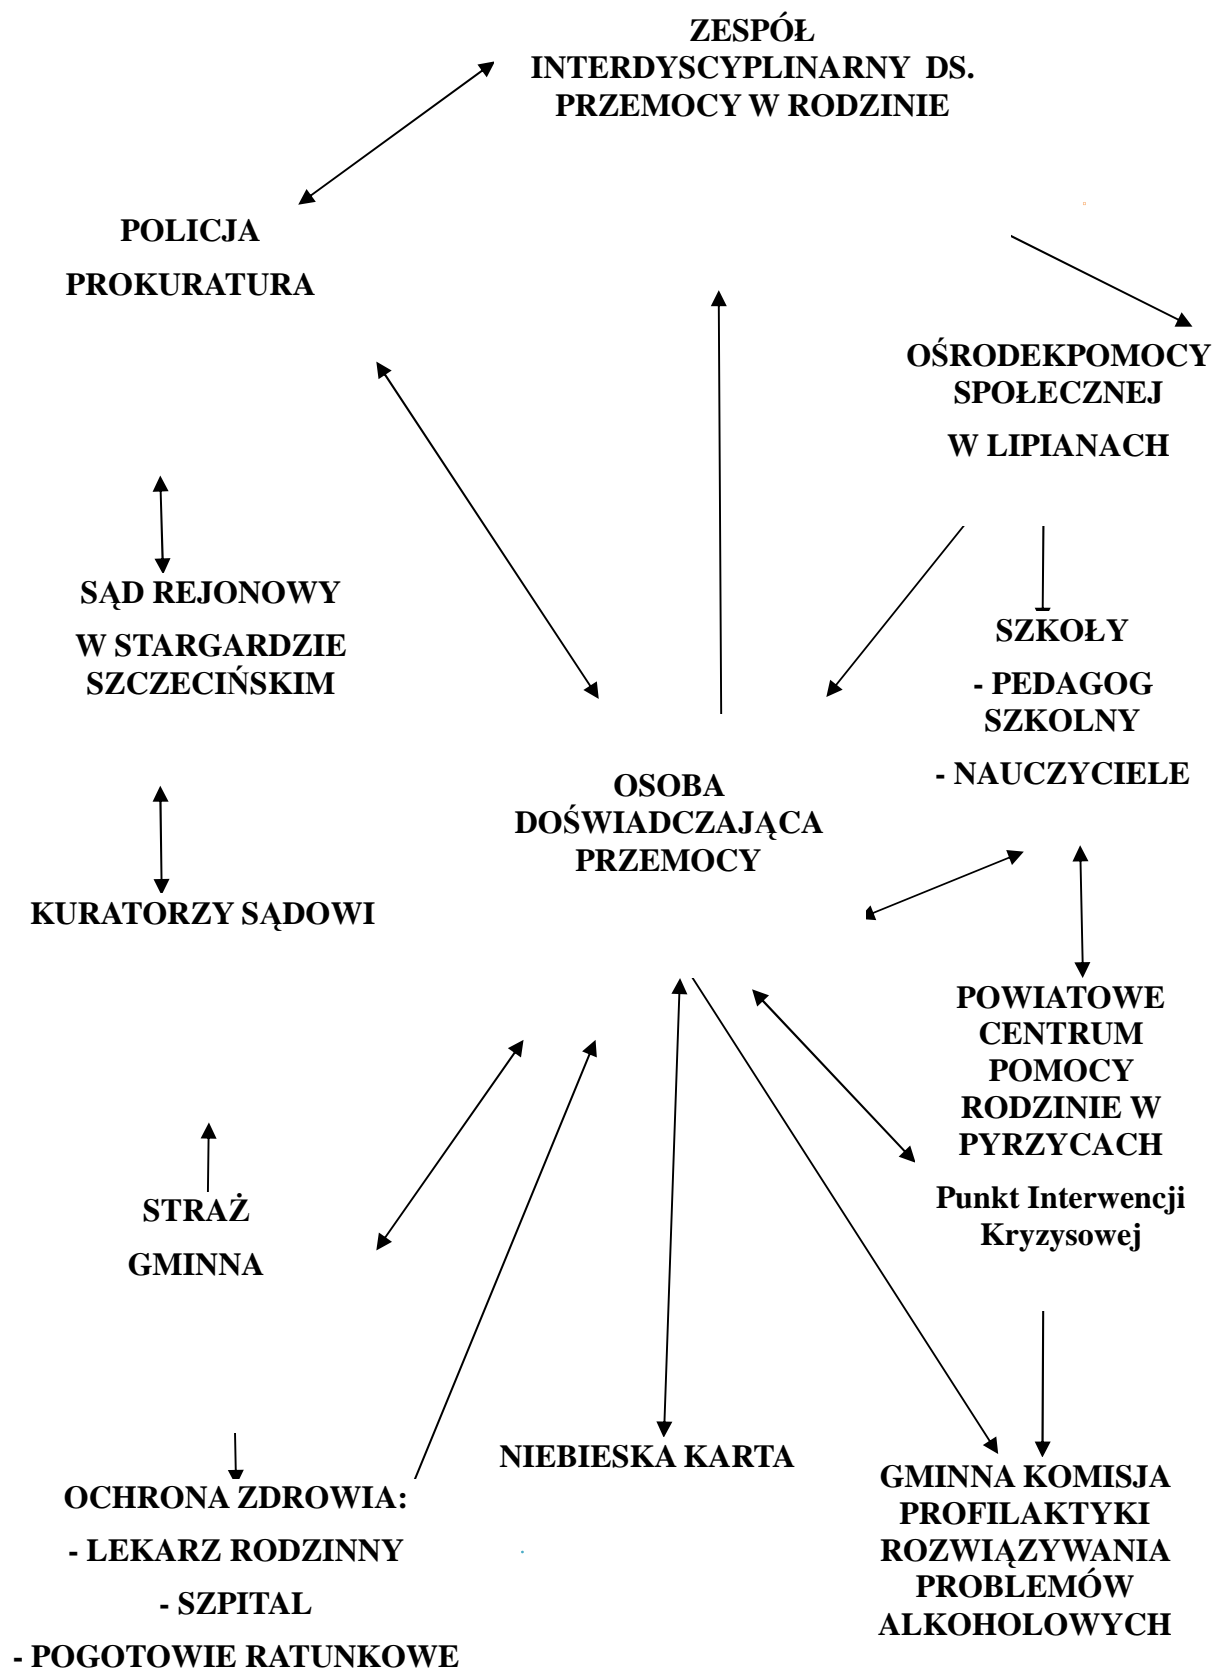 ZESPÓŁ
INTERDYSCYPLINARNY DS.
PRZEMOCY W RODZINIE
POLICJA
PROKURATURA
OŚRODEKPOMOCY
SPOŁECZNEJ
W LIPIANACH
SĄD REJONOWY
W STARGARDZIE
SZCZECIŃSKIM
SZKOŁY
- PEDAGOG
SZKOLNY
- NAUCZYCIELE
OSOBA
DOŚWIADCZAJĄCA
PRZEMOCY
KURATORZY SĄDOWI
POWIATOWE
CENTRUM
POMOCY
RODZINIE W
PYRZYCACH
Punkt Interwencji
Kryzysowej
STRAŻ
GMINNA
NIEBIESKA KARTA
GMINNA KOMISJA
PROFILAKTYKI
ROZWIĄZYWANIA
PROBLEMÓW
ALKOHOLOWYCH
OCHRONA ZDROWIA:
- LEKARZ RODZINNY
- SZPITAL
- POGOTOWIE RATUNKOWE